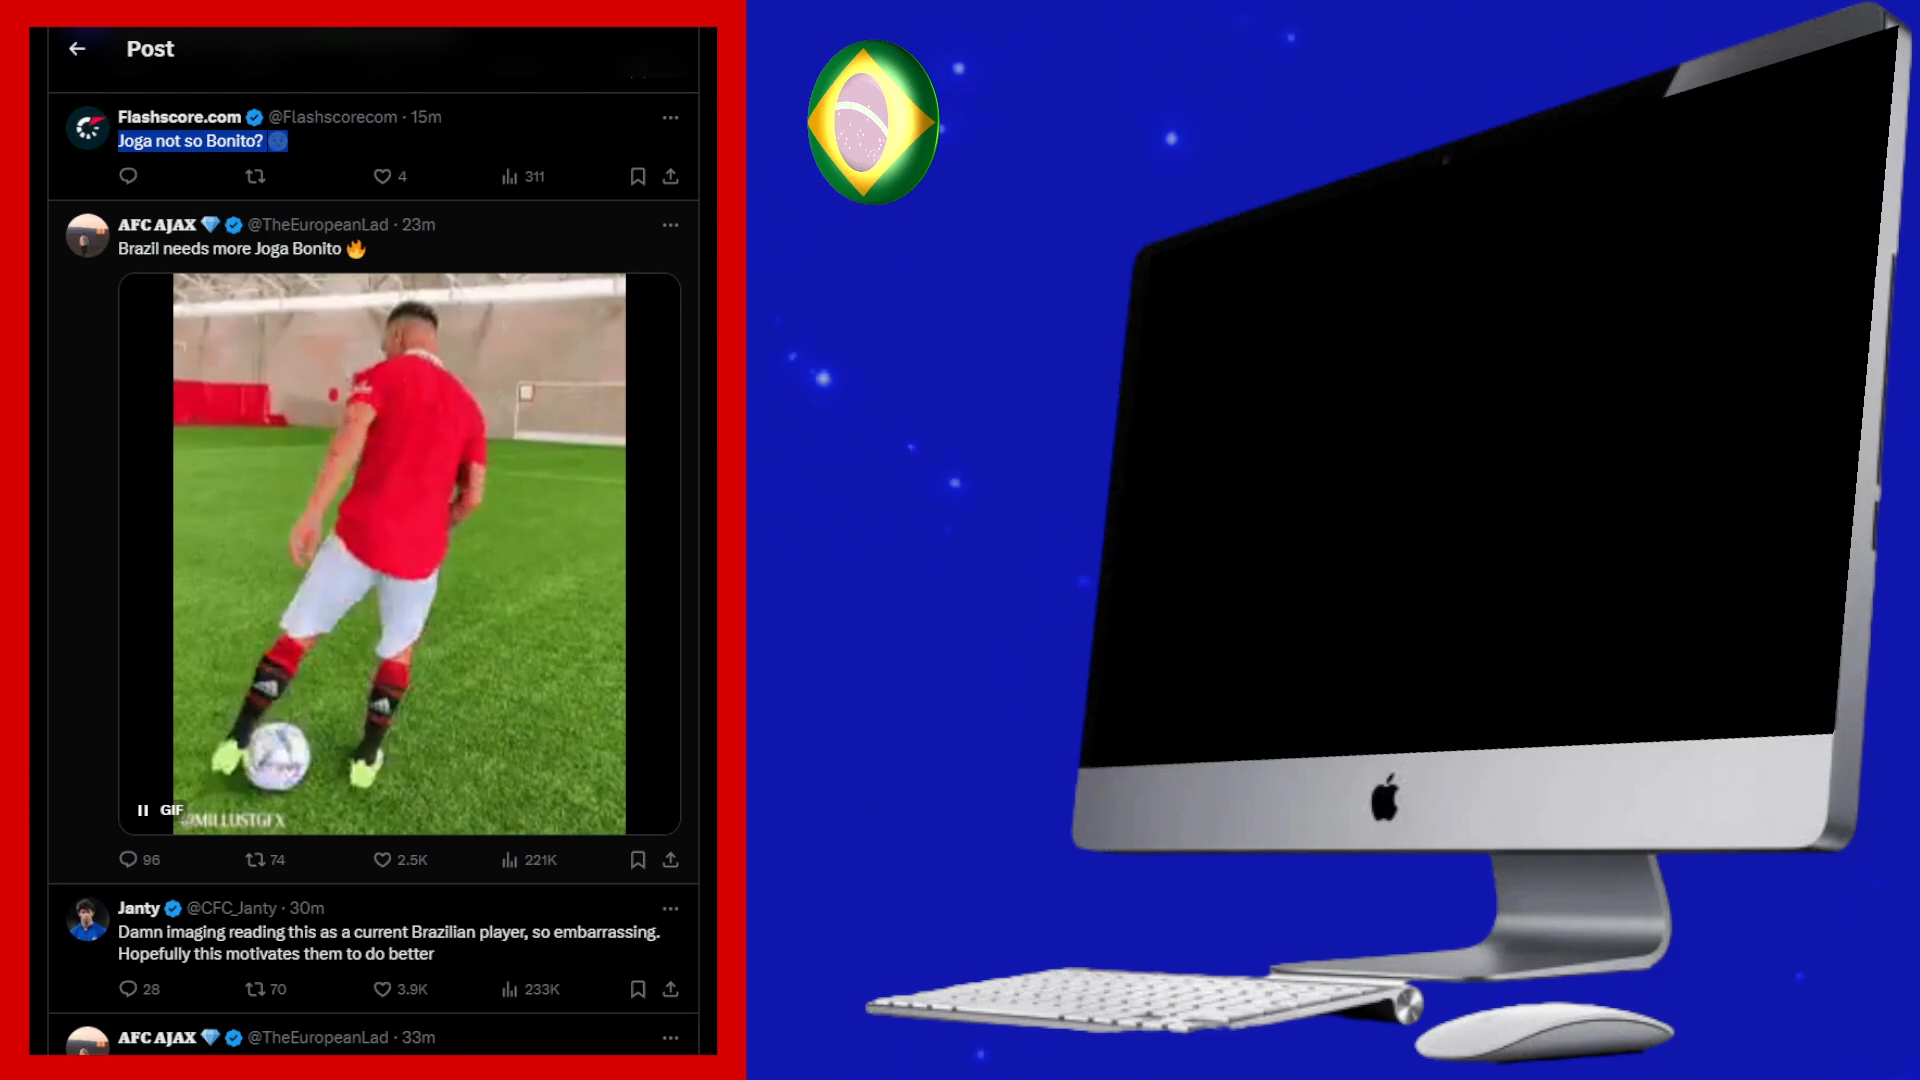 Post
Flashscore.com @Flashscorecom · 15m
Joga not so Bonito?
4
311
AFC AJAX @TheEuropeanLad · 23m
Brazil needs more Joga Bonito 🔥
GIF
@MILLUSTGFX
96
74
2.5K
221K
Janty @CFC_Janty · 30m
Damn imaging reading this as a current Brazilian player, so embarrassing.
Hopefully this motivates them to do better
28
70
3.9K
233K
AFC AJAX @TheEuropeanLad · 33m